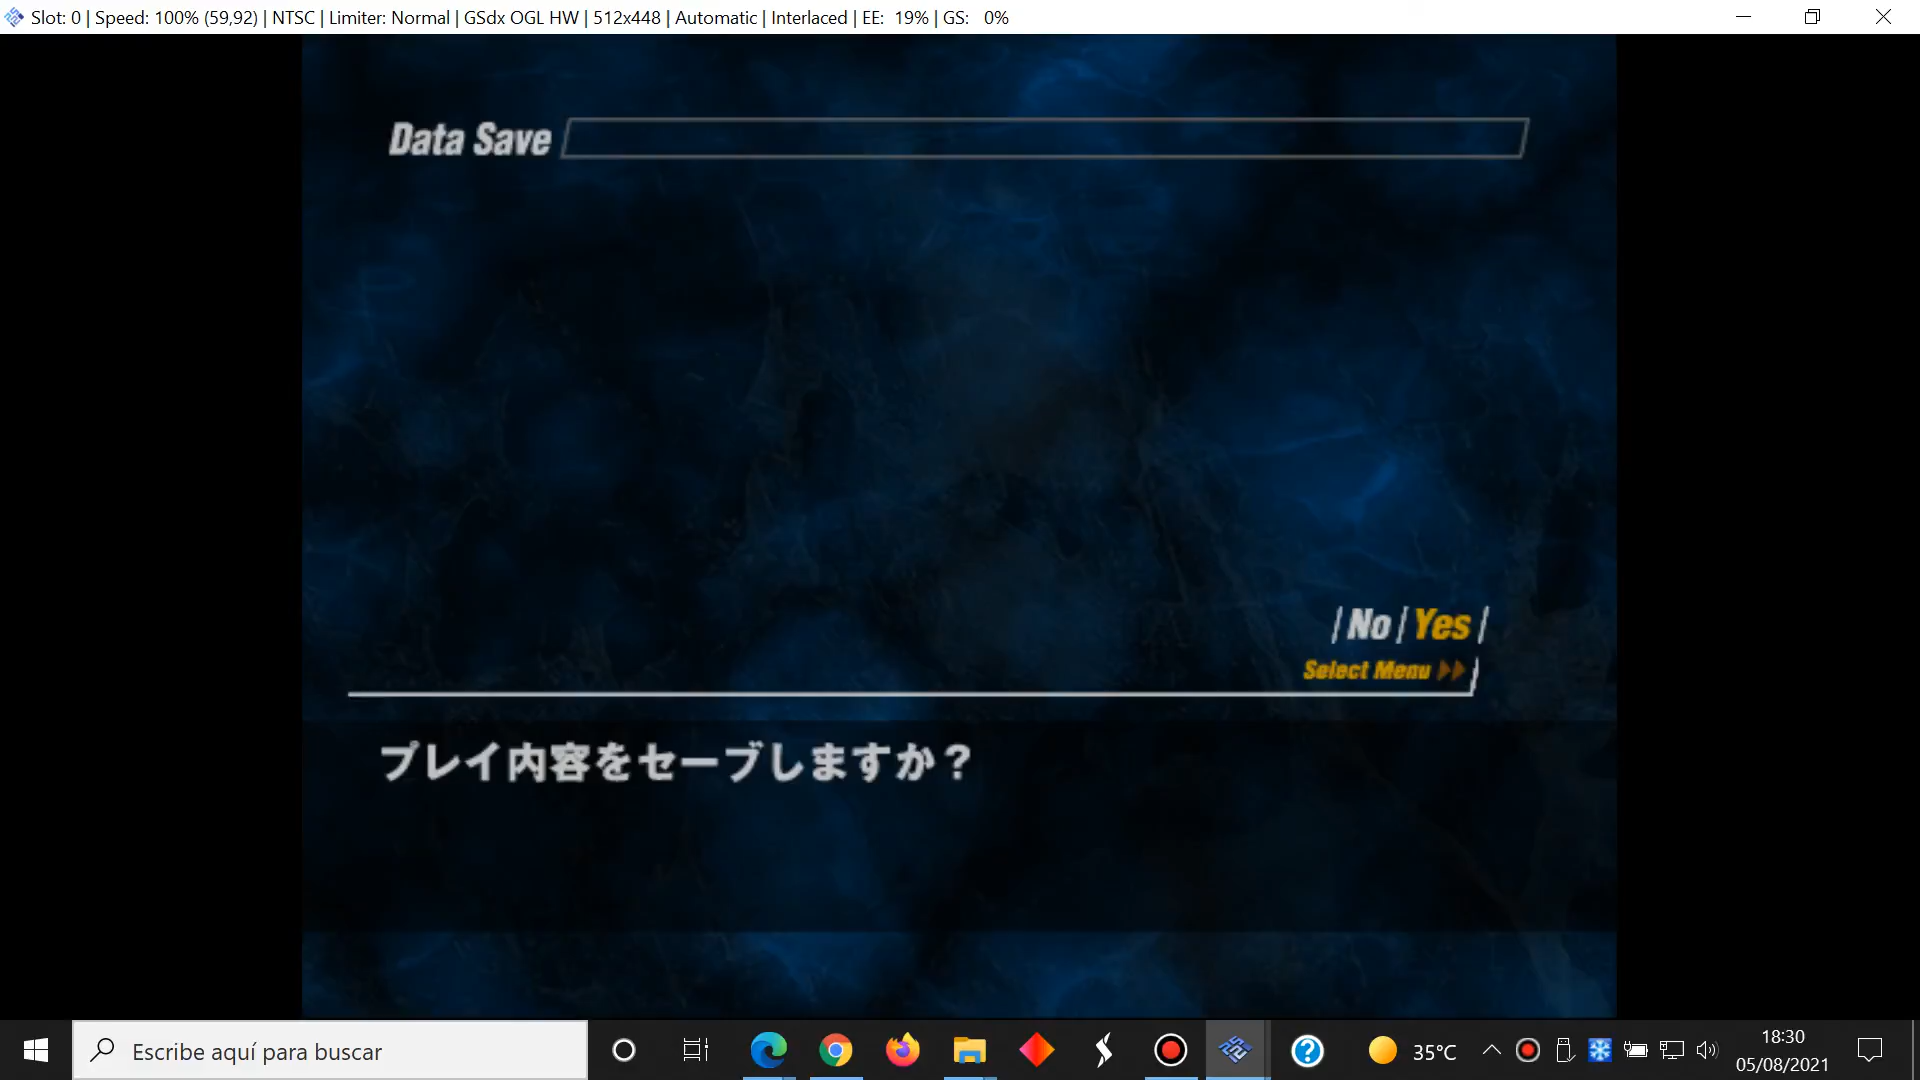 Slot: 0 | Speed: 100% (59,92) | NTSC | Limiter: Normal | GSdx OGL HW | 512x448 | Automatic | Interlaced | EE:  19% | GS:   0%
Data Save
/ No / Yes /
Select Menu
プレイ内容をセーブしますか？
Escribe aquí para buscar
35°C
18:30
05/08/2021